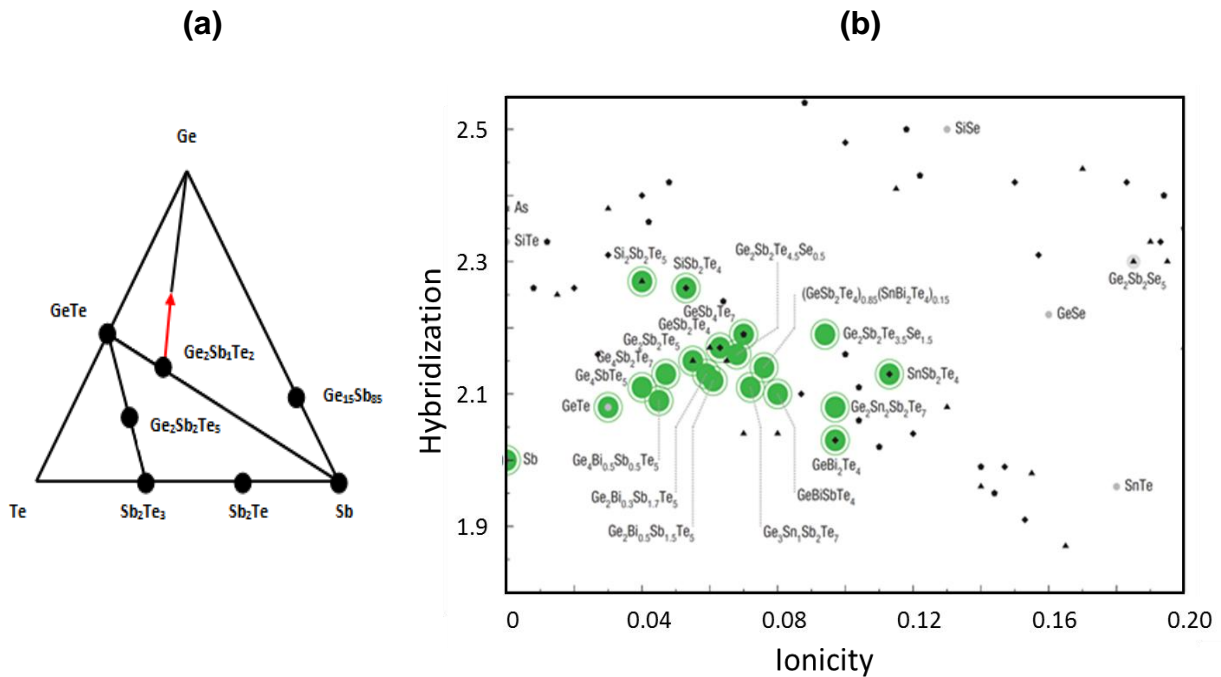 (a)
(b)
Ge
GeTe
Ge₂Sb₁Te₂
Ge₁₅Sb₈₅
Ge₂Sb₂Te₅
Te
Sb₂Te₃
Sb₂Te
Sb
Hybridization
2.5
2.3
2.1
1.9
SiSe
As
SiTe
Si₂Sb₂Te₅
SiSb₂Te₄
Ge₂Sb₂Te₄.₅Se₀.₅
(GeSb₂Te₄)₀.₈₅(SnBi₂Te₄)₀.₁₅
Ge₂Sb₂Se₅
GeSb₄Te₇
GeSb₂Te₄
GeSe
Ge₂Sb₂Te₅
Ge₂Sb₂Te₃.₅Se₁.₅
Ge₄Sb₂Te₇
Ge₄SbTe₅
SnSb₂Te₄
GeTe
Ge₂Sn₂Sb₂Te₇
Sb
Ge₄Bi₀.₅Sb₀.₅Te₅
GeBi₂Te₄
SnTe
Ge₂Bi₀.₃Sb₁.₇Te₅
GeBiSbTe₄
Ge₂Bi₀.₅Sb₁.₅Te₅
Ge₃Sn₁Sb₂Te₇
0
0.04
0.08
0.12
0.16
0.20
Ionicity